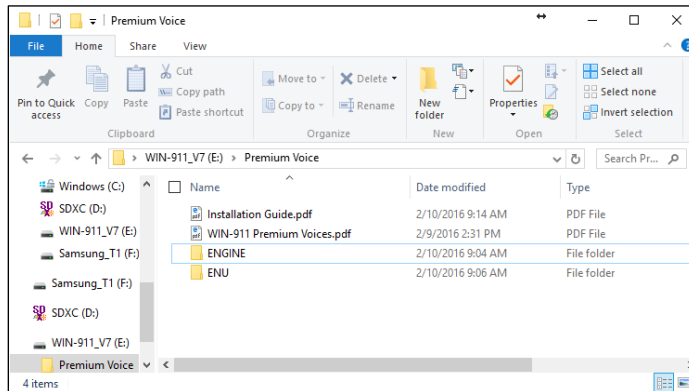 Premium Voice
File Home Share View
Pin to Quick access
Copy
Paste
Cut
Copy path
Paste shortcut
Clipboard
Move to
Copy to
Delete
Rename
Organize
New folder
New
Properties
Open
Select all
Select none
Invert selection
Select
WIN-911_V7 (E:) > Premium Voice
Search Pr...
Windows (C:)
SDXC (D:)
WIN-911_V7 (E:)
Samsung_T1 (F:)
Samsung_T1 (F:)
SDXC (D:)
WIN-911_V7 (E:)
Premium Voice
Name Date modified Type
Installation Guide.pdf 2/10/2016 9:14 AM PDF File
WIN-911 Premium Voices.pdf 2/9/2016 2:31 PM PDF File
ENGINE 2/10/2016 9:04 AM File folder
ENU 2/10/2016 9:06 AM File folder
4 items